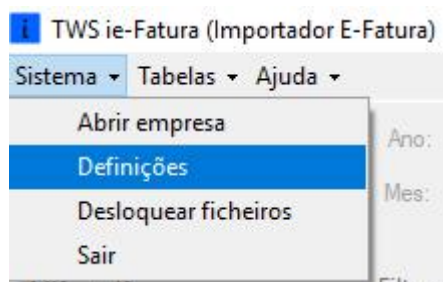 TWS ie-Fatura (Importador E-Fatura)
Sistema Tabelas Ajuda
Abrir empresa
Ano:
Definições
Mes:
Desloquear ficheiros
Sair